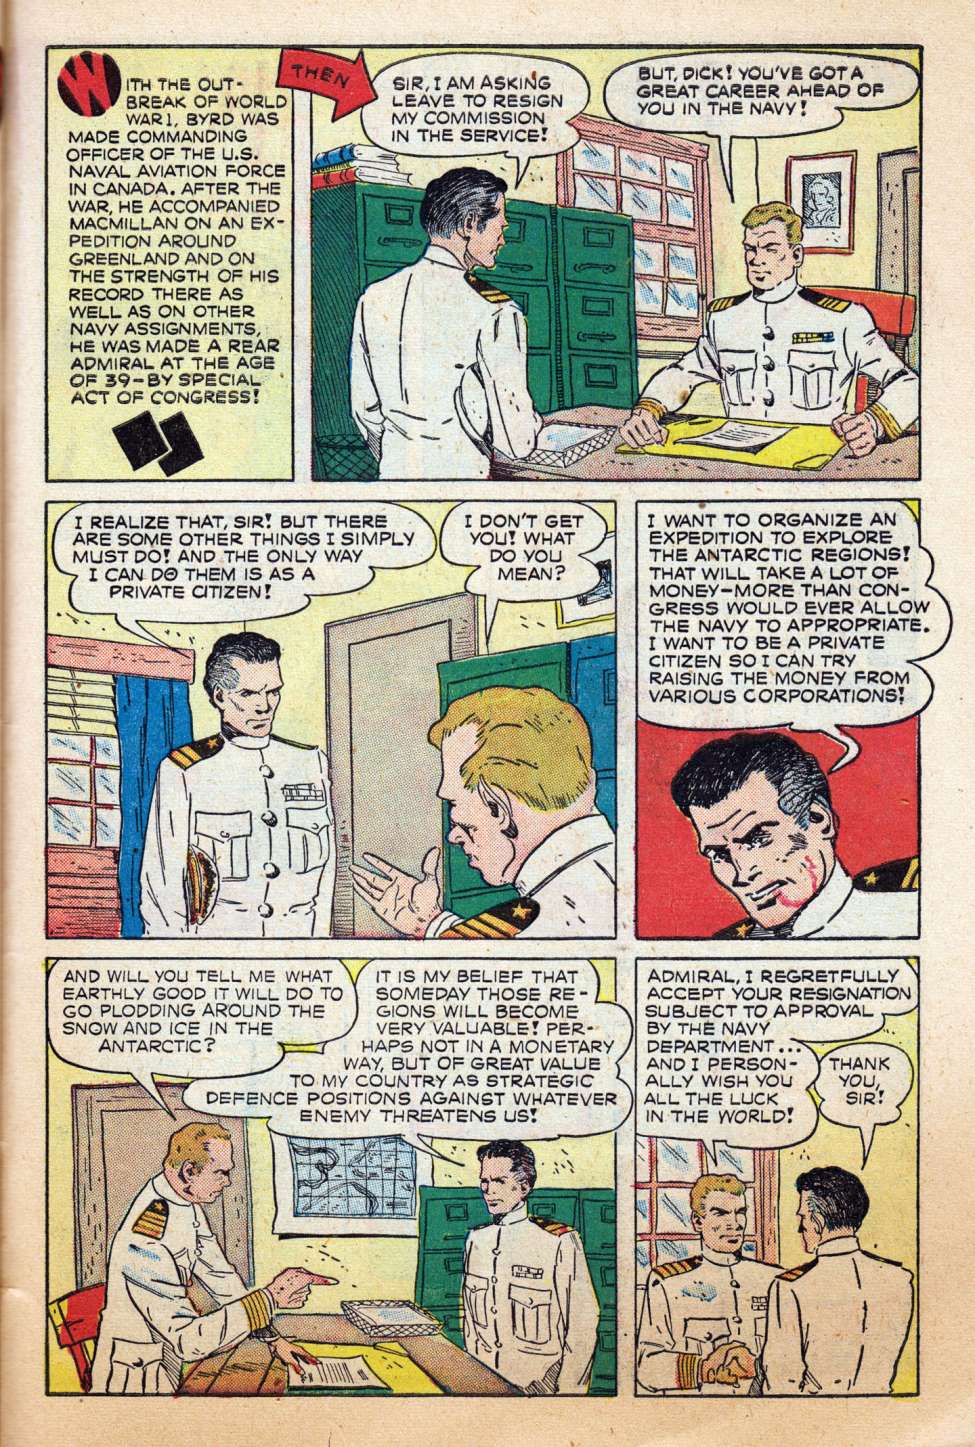 WITH THE OUT-
BREAK OF WORLD
WAR I, BYRD WAS
MADE COMMANDING
OFFICER OF THE U.S.
NAVAL AVIATION FORCE
IN CANADA. AFTER THE
WAR, HE ACCOMPANIED
MACMILLAN ON AN EX-
PEDITION AROUND
GREENLAND AND ON
THE STRENGTH OF HIS
RECORD THERE AS
WELL AS ON OTHER
NAVY ASSIGNMENTS,
HE WAS MADE A REAR
ADMIRAL AT THE AGE
OF 39-BY SPECIAL
ACT OF CONGRESS!
THEN
SIR, I AM ASKING
LEAVE TO RESIGN
MY COMMISSION
IN THE SERVICE!
BUT, DICK! YOU'VE GOT A
GREAT CAREER AHEAD OF
YOU IN THE NAVY!
I REALIZE THAT, SIR! BUT THERE
ARE SOME OTHER THINGS I SIMPLY
MUST DO! AND THE ONLY WAY
I CAN DO THEM IS AS A
PRIVATE CITIZEN!
I DON'T GET
YOU! WHAT
DO YOU
MEAN?
I WANT TO ORGANIZE AN
EXPEDITION TO EXPLORE
THE ANTARCTIC REGIONS!
THAT WILL TAKE A LOT OF
MONEY-MORE THAN CON-
GRESS WOULD EVER ALLOW
THE NAVY TO APPROPRIATE.
I WANT TO BE A PRIVATE
CITIZEN SO I CAN TRY
RAISING THE MONEY FROM
VARIOUS CORPORATIONS!
AND WILL YOU TELL ME WHAT
EARTHLY GOOD IT WILL DO TO
GO PLODDING AROUND THE
SNOW AND ICE IN THE
ANTARCTIC?
IT IS MY BELIEF THAT
SOMEDAY THOSE RE-
GIONS WILL BECOME
VERY VALUABLE! PER-
HAPS NOT IN A MONETARY
WAY, BUT OF GREAT VALUE
TO MY COUNTRY AS STRATEGIC
DEFENCE POSITIONS AGAINST WHATEVER
ENEMY THREATENS US!
ADMIRAL, I REGRETFULLY
ACCEPT YOUR RESIGNATION
SUBJECT TO APPROVAL
BY THE NAVY
DEPARTMENT...
AND I PERSON-
ALLY WISH YOU
ALL THE LUCK
IN THE WORLD!
THANK
YOU,
SIR!